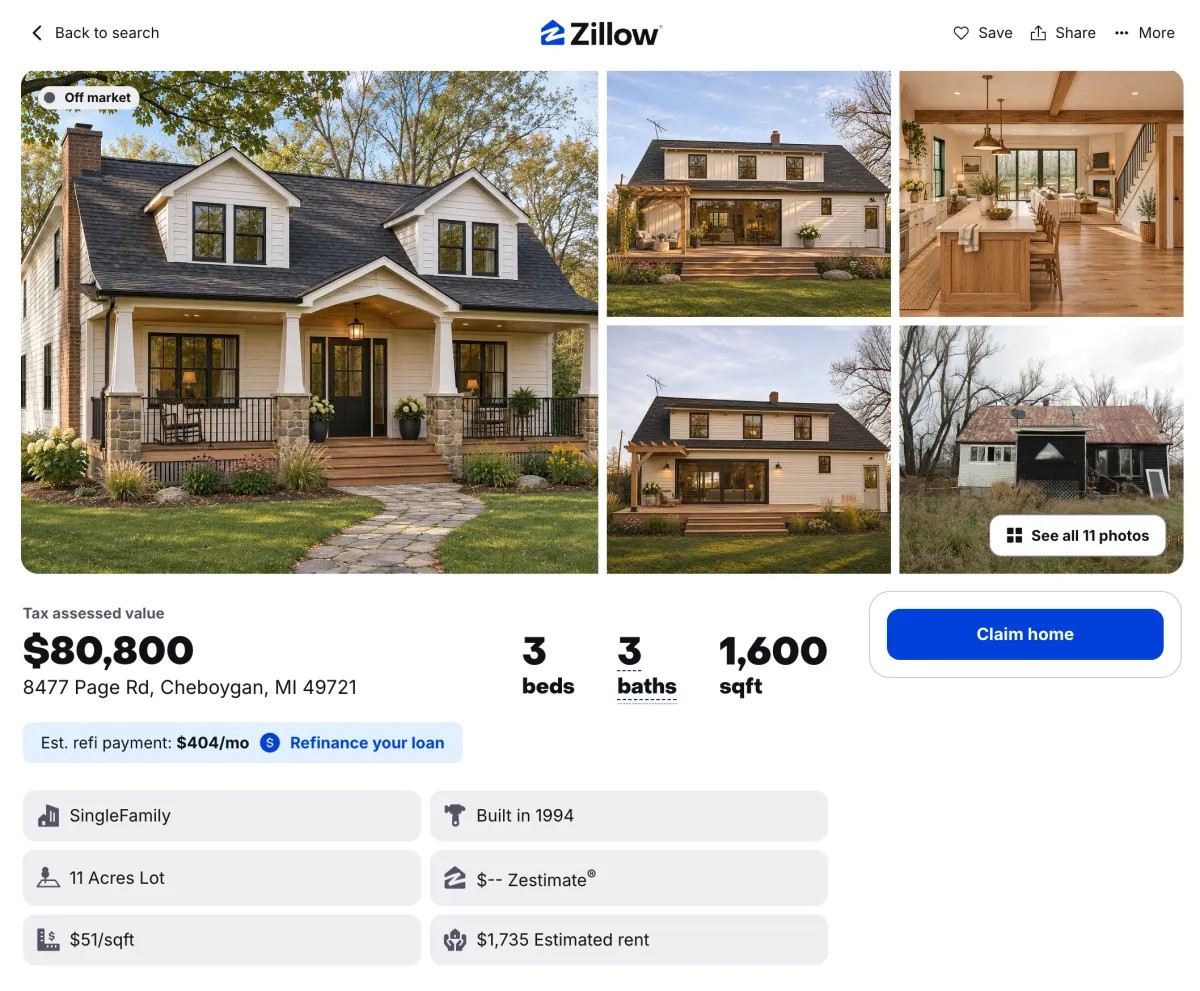 Back to search
Zillow
Save
Share
More
Off market
See all 11 photos
Tax assessed value
$80,800
8477 Page Rd, Cheboygan, MI 49721
3
beds
3
baths
1,600
sqft
Claim home
Est. refi payment: $404/mo $ Refinance your loan
SingleFamily
Built in 1994
11 Acres Lot
$-- Zestimate®
$51/sqft
$1,735 Estimated rent